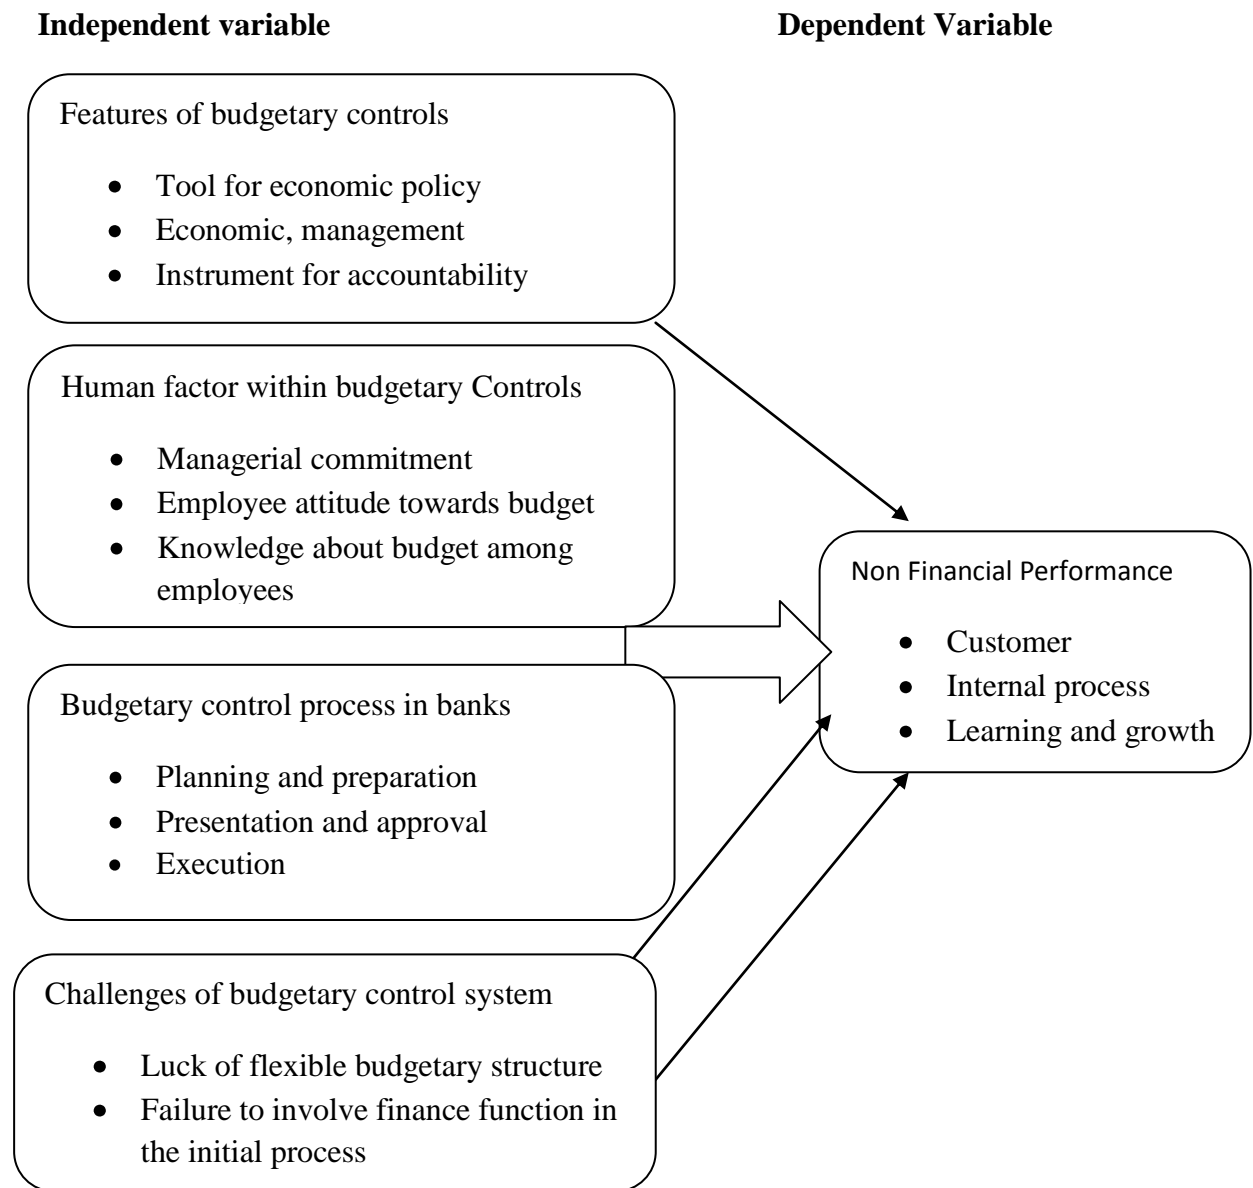 Independent variable
Dependent Variable
Features of budgetary controls
• Tool for economic policy
• Economic, management
• Instrument for accountability
Human factor within budgetary Controls
• Managerial commitment
• Employee attitude towards budget
• Knowledge about budget among
employees
Budgetary control process in banks
• Planning and preparation
• Presentation and approval
• Execution
Challenges of budgetary control system
• Luck of flexible budgetary structure
• Failure to involve finance function in
the initial process
Non Financial Performance
• Customer
• Internal process
• Learning and growth